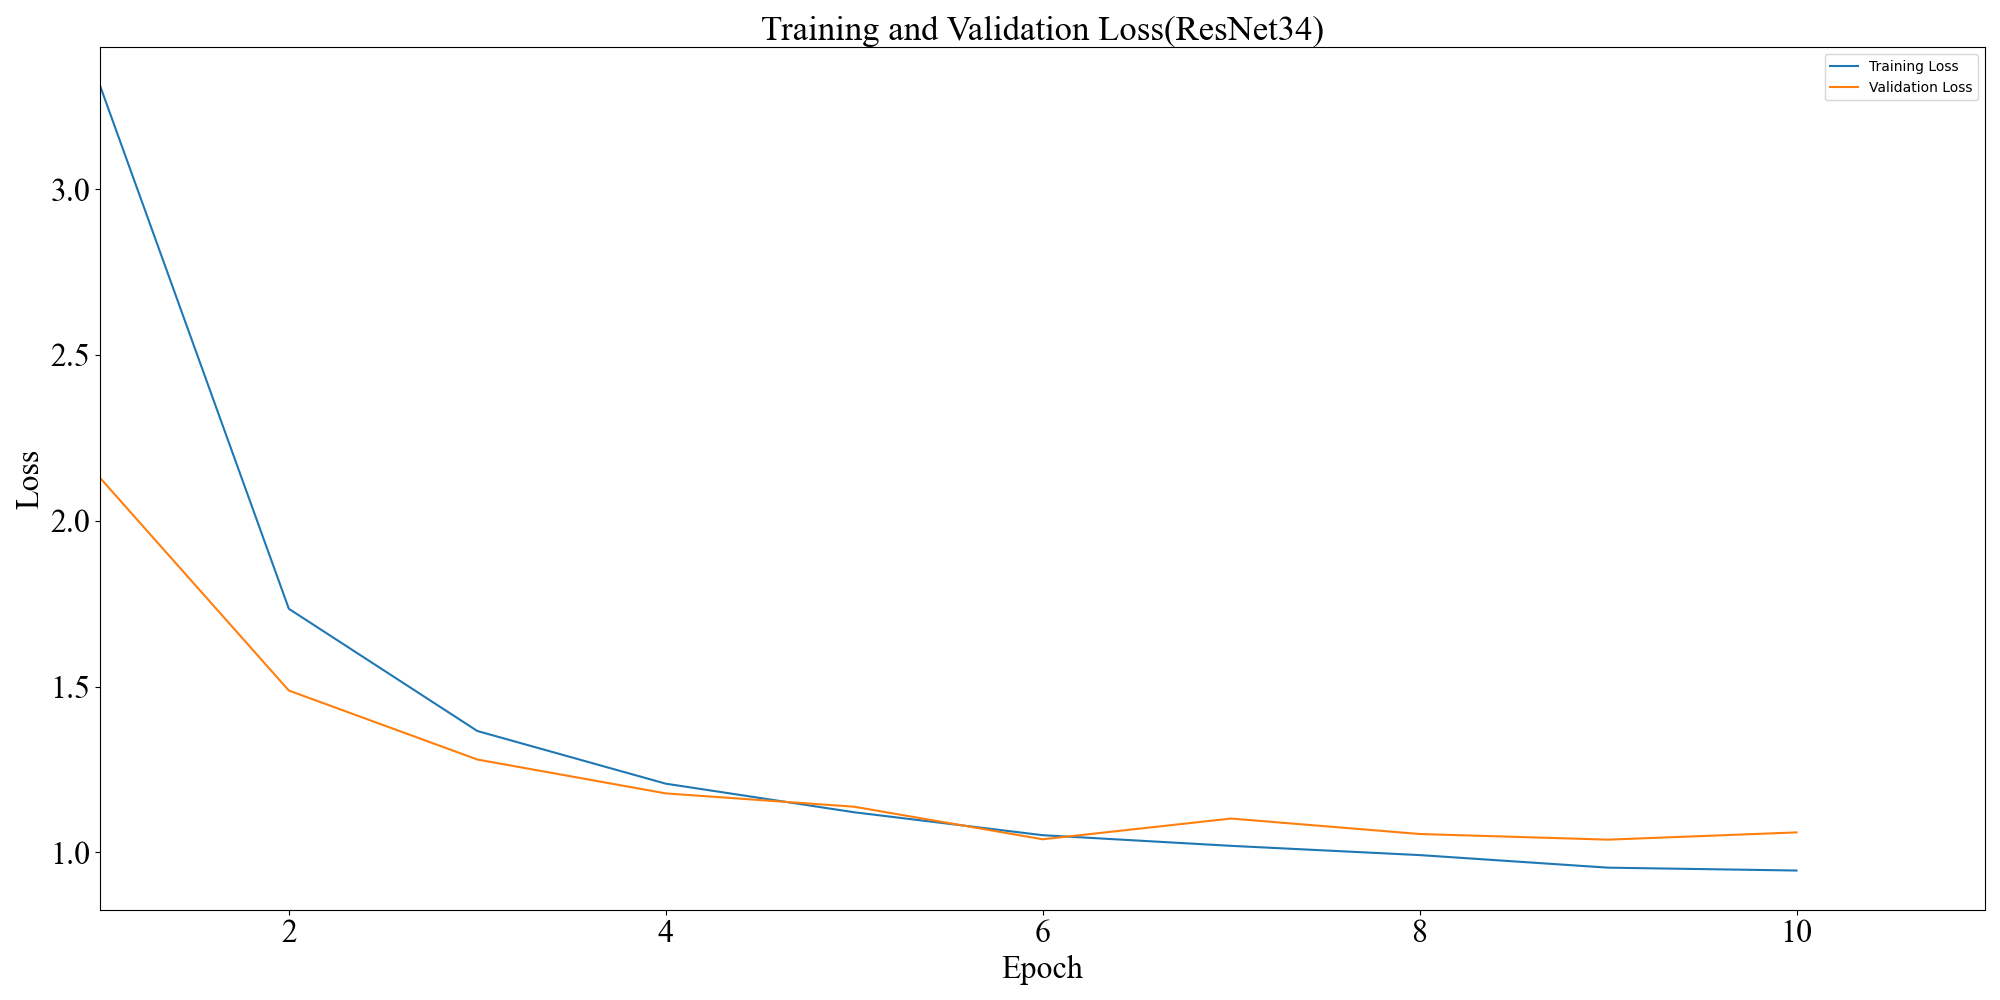 Training and Validation Loss(ResNet34)
Training Loss
Validation Loss
3.0
2.5
2.0
1.5
1.0
Loss
2 4 6 8 10
Epoch